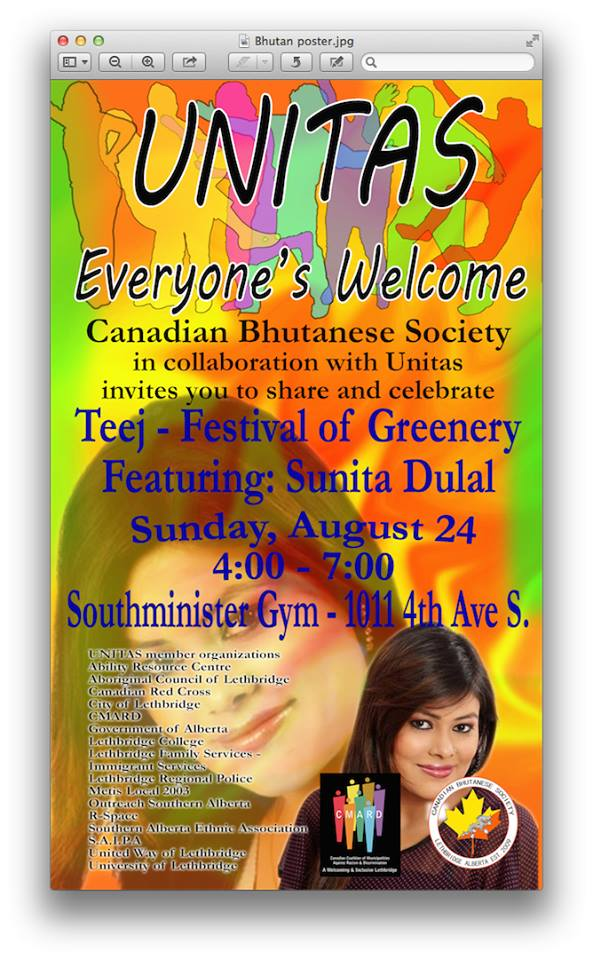 Bhutan poster.jpg
UNITAS
Everyone's Welcome
Canadian Bhutanese Society
in collaboration with Unitas
invites you to share and celebrate
Teej - Festival of Greenery
Featuring: Sunita Dulal
Sunday, August 24
4:00 - 7:00
Southminister Gym - 1011 4th Ave S.
UNITAS member organizations
Ability Resource Centre
Aboriginal Council of Lethbridge
Canadian Red Cross
City of Lethbridge
CMARD
Government of Alberta
Lethbridge College
Lethbridge Family Services -
Immigrant Services
Lethbridge Regional Police
Metis Local 2003
Outreach Southern Alberta
R-Space
Southern Alberta Ethnic Association
S.A.I.P.A
United Way of Lethbridge
University of Lethbridge
CMARD
Canadian Coalition of Municipalities
Against Racism & Discrimination
A Welcoming & Inclusive Lethbridge
CANADIAN BHUTANESE SOCIETY
LETHBRIDGE ALBERTA EST 2009